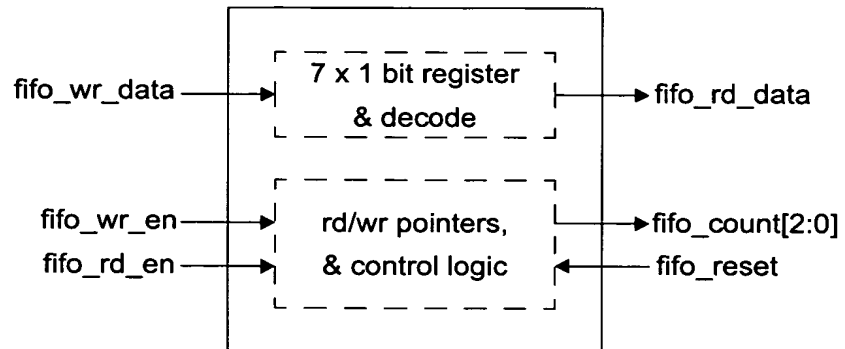 fifo_wr_data
7 x 1 bit register
& decode
fifo_rd_data
fifo_wr_en
fifo_rd_en
rd/wr pointers,
& control logic
fifo_count[2:0]
fifo_reset